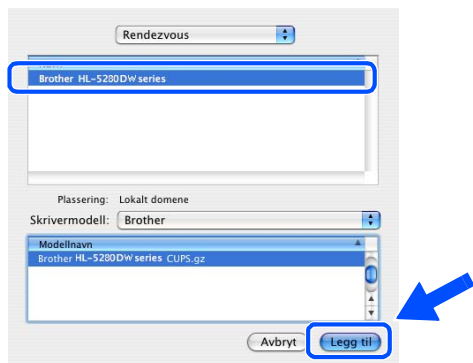 Rendezvous
Brother HL-5280DW series
Plassering: Lokalt domene
Skrivermodell: Brother
Modellnavn
Brother HL-5280DW series CUPS.gz
Avbryt Legg til